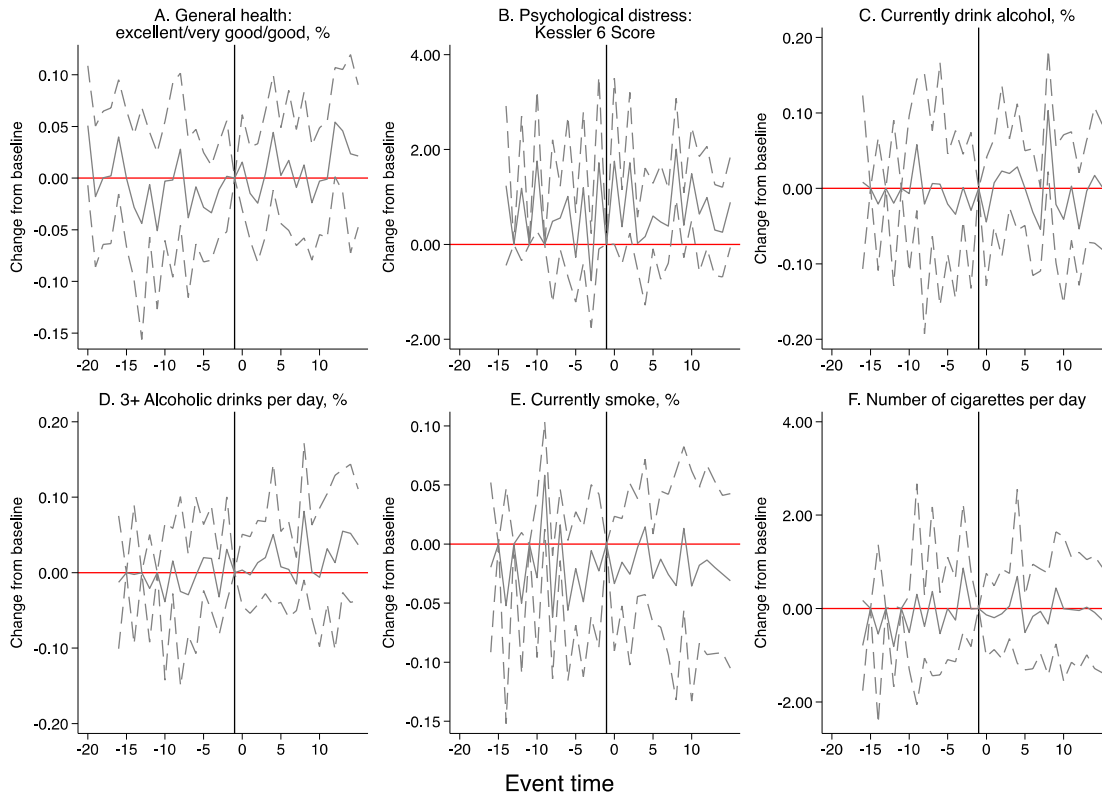 A. General health:
excellent/very good/good, %
Change from baseline
0.10
0.05
0.00
-0.05
-0.10
-0.15
-20 -15 -10 -5 0 5 10
B. Psychological distress:
Kessler 6 Score
Change from baseline
4.00
2.00
0.00
-2.00
-20 -15 -10 -5 0 5 10
C. Currently drink alcohol, %
Change from baseline
0.20
0.10
0.00
-0.10
-0.20
-20 -15 -10 -5 0 5 10
D. 3+ Alcoholic drinks per day, %
Change from baseline
0.20
0.10
0.00
-0.10
-0.20
-20 -15 -10 -5 0 5 10
E. Currently smoke, %
Change from baseline
0.10
0.05
0.00
-0.05
-0.10
-0.15
-20 -15 -10 -5 0 5 10
F. Number of cigarettes per day
Change from baseline
4.00
2.00
0.00
-2.00
-20 -15 -10 -5 0 5 10
Event time